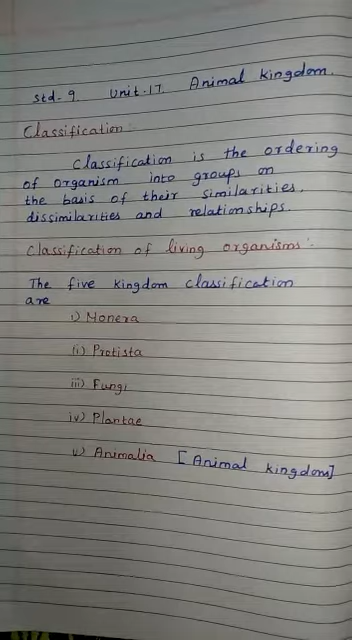 std- 9. Unit-17. Animal kingdom.
Classification:
Classification is the ordering
of organism into groups on
the basis of their similarities,
dissimilarities and relationships.
Classification of living organisms:-
The five kingdom classification
are
i) Monera
(ii) Protista
iii) Fungi
iv) Plantae
v) Animalia [Animal kingdom]